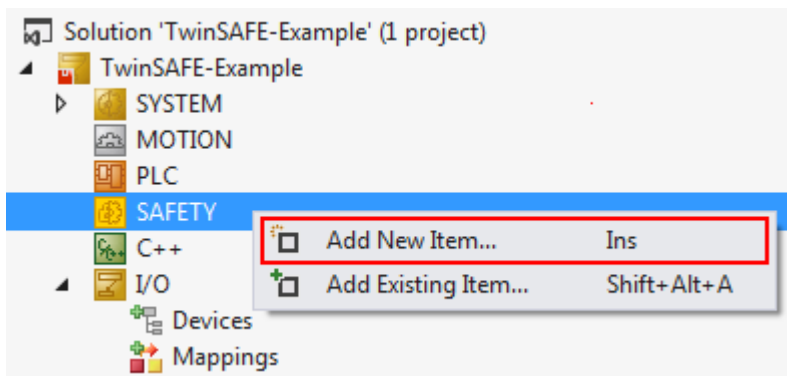 Solution 'TwinSAFE-Example' (1 project)
TwinSAFE-Example
SYSTEM
MOTION
PLC
SAFETY
Add New Item... Ins
C++
Add Existing Item... Shift+Alt+A
I/O
Devices
Mappings